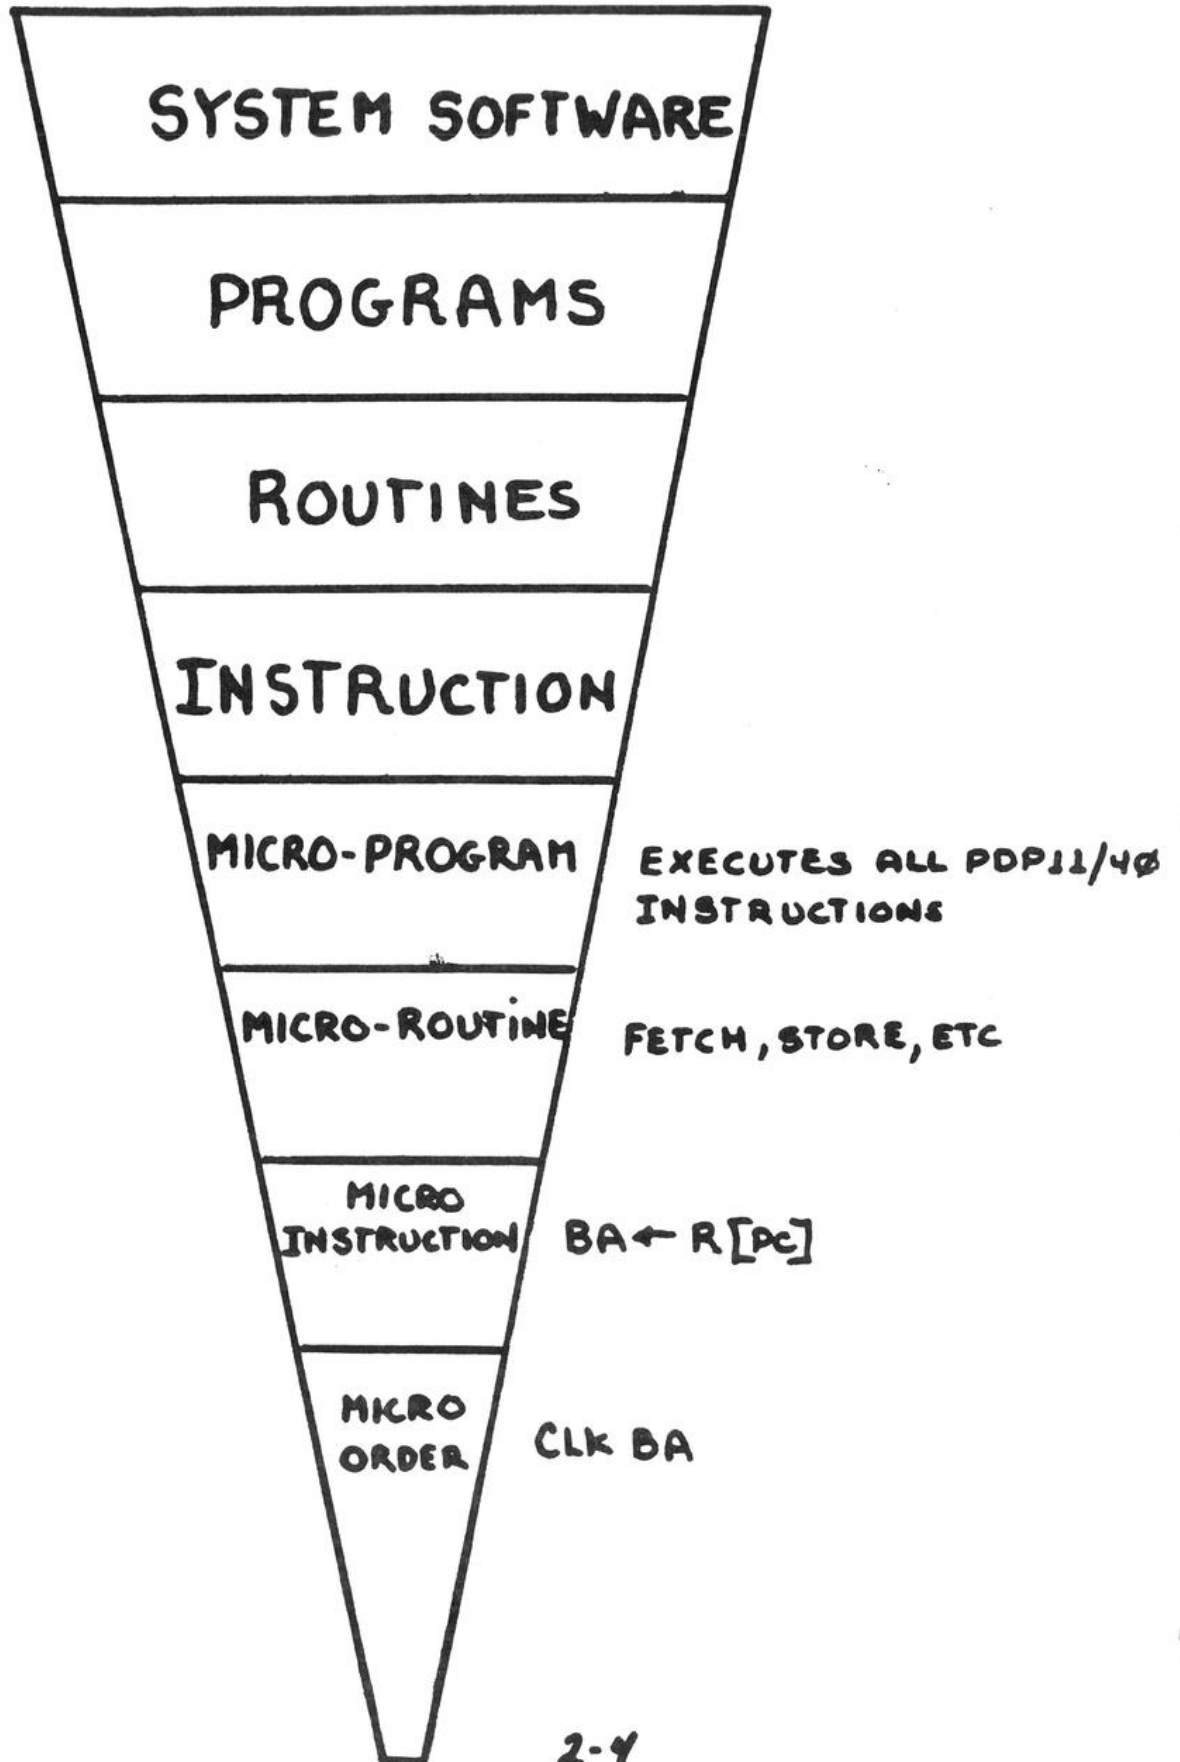 SYSTEM SOFTWARE
PROGRAMS
ROUTINES
INSTRUCTION
MICRO-PROGRAM
EXECUTES ALL PDP11/4Ø
INSTRUCTIONS
MICRO-ROUTINE
FETCH, STORE, ETC
MICRO
INSTRUCTION
BA ← R[PC]
MICRO
ORDER
CLK BA
2-4